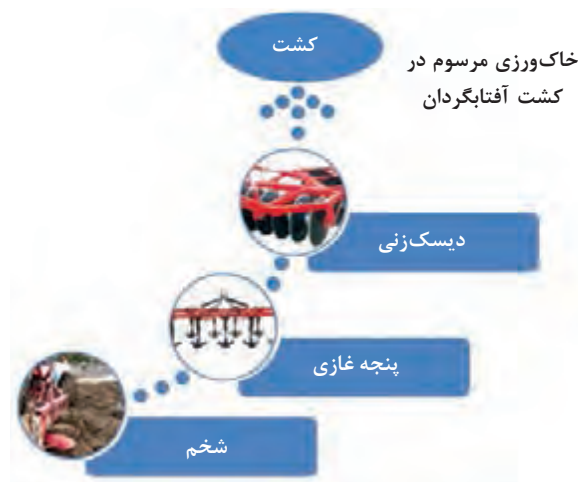 کشت
خاک‌ورزی مرسوم در
کشت آفتابگردان
دیسک‌زنی
پنجه غازی
شخم